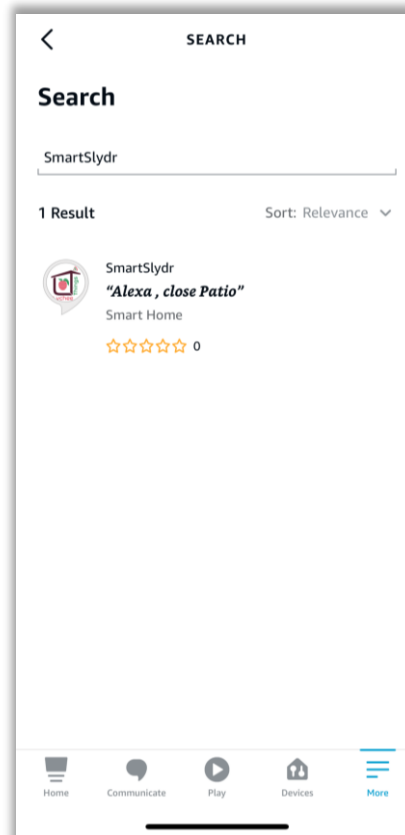 SEARCH
Search
SmartSlydr
1 Result
Sort: Relevance
SmartSlydr
“Alexa , close Patio”
Smart Home
0
Home
Communicate
Play
Devices
More